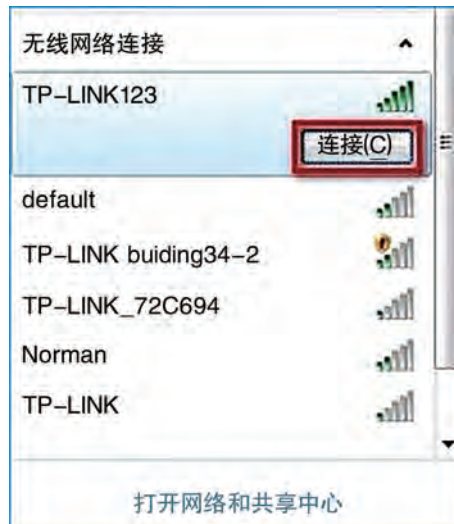 无线网络连接
TP-LINK123
连接(C)
default
TP-LINK buiding34-2
TP-LINK_72C694
Norman
TP-LINK
打开网络和共享中心